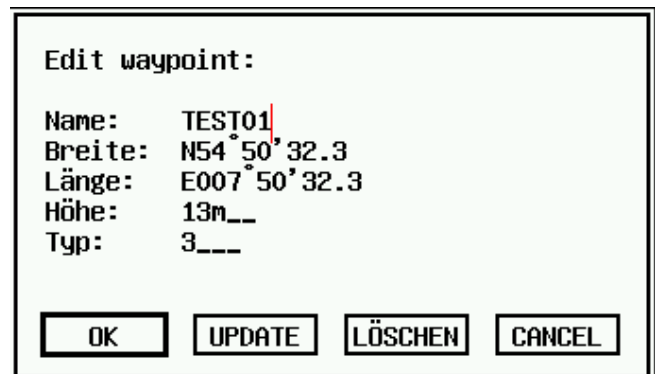 Edit waypoint:
Name: TEST01
Breite: N54°50'32.3
Länge: E007°50'32.3
Höhe: 13m__
Typ: 3___
OK UPDATE LÖSCHEN CANCEL